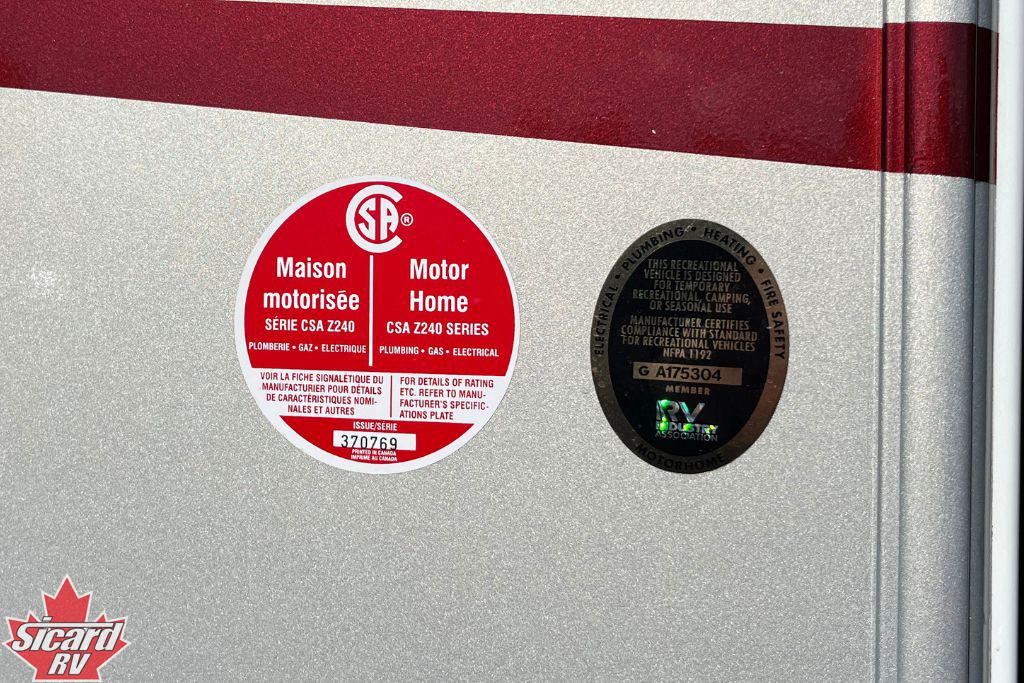 CSA®
Maison
motorisée
SÉRIE CSA Z240
PLOMBERIE • GAZ • ELECTRIQUE
Motor
Home
CSA Z240 SERIES
PLUMBING • GAS • ELECTRICAL
VOIR LA FICHE SIGNALÉTIQUE DU
MANUFACTURIER POUR DÉTAILS
DE CARACTÉRISTIQUES NOMI-
NALES ET AUTRES
FOR DETAILS OF RATING
ETC. REFER TO MANU-
FACTURER'S SPECIFIC-
ATIONS PLATE
ISSUE/SÉRIE
370769
PRINTED IN CANADA
IMPRIMÉ AU CANADA
ELECTRICAL • PLUMBING • HEATING • FIRE SAFETY
THIS RECREATIONAL
VEHICLE IS DESIGNED
FOR TEMPORARY
RECREATIONAL, CAMPING,
OR SEASONAL USE
MANUFACTURER CERTIFIES
COMPLIANCE WITH STANDARD
FOR RECREATIONAL VEHICLES
NFPA 1192
G A175304
MEMBER
RV
INDUSTRY
ASSOCIATION
MOTORHOME
Sicard
RV